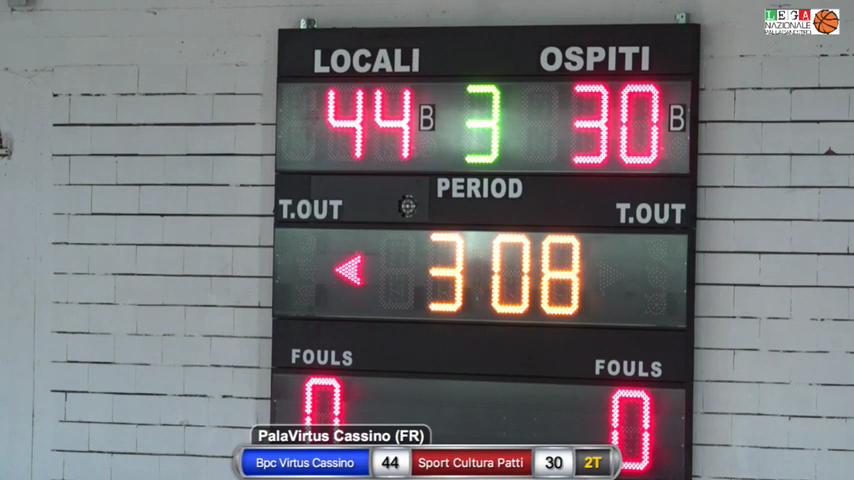 LEGA
NAZIONALE
PALLACANESTRO
LOCALI OSPITI
44 B 3 30 B
PERIOD
T.OUT T.OUT
3 08
FOULS FOULS
0 0
PalaVirtus Cassino (FR)
Bpc Virtus Cassino 44 Sport Cultura Patti 30 2T